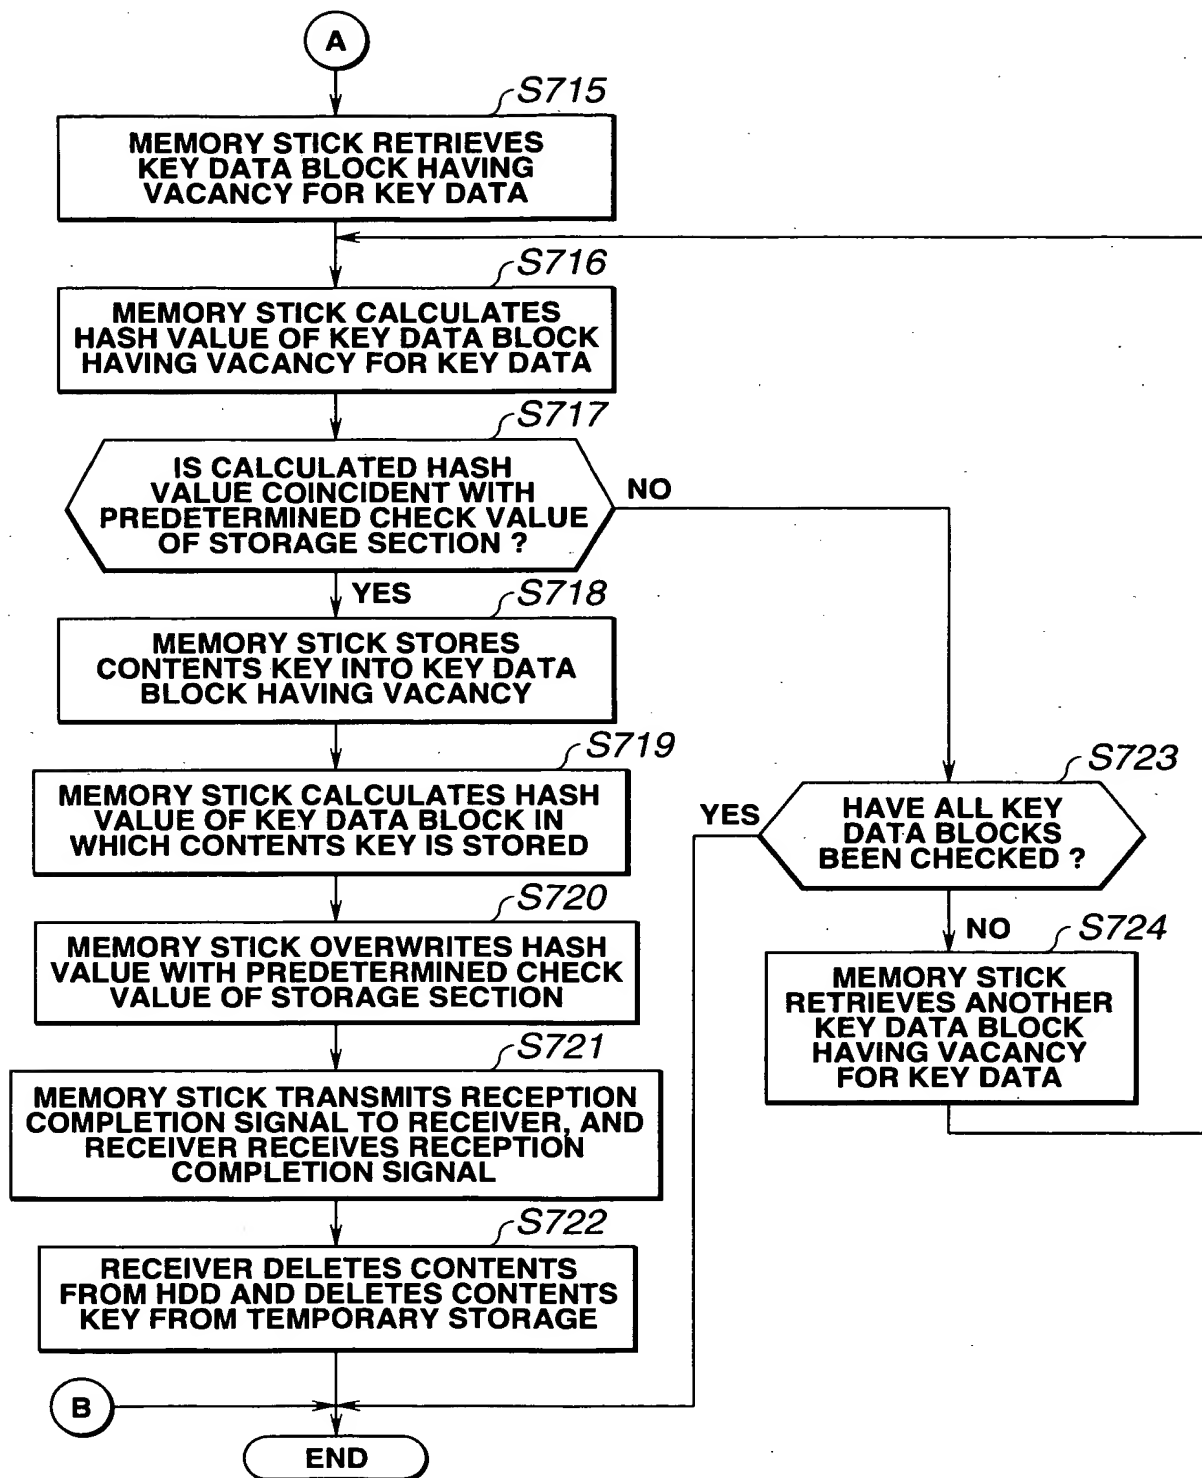 A
S715
MEMORY STICK RETRIEVES
KEY DATA BLOCK HAVING
VACANCY FOR KEY DATA
S716
MEMORY STICK CALCULATES
HASH VALUE OF KEY DATA BLOCK
HAVING VACANCY FOR KEY DATA
S717
IS CALCULATED HASH
VALUE COINCIDENT WITH
PREDETERMINED CHECK VALUE
OF STORAGE SECTION ?
NO
YES
S718
MEMORY STICK STORES
CONTENTS KEY INTO KEY DATA
BLOCK HAVING VACANCY
S719
MEMORY STICK CALCULATES HASH
VALUE OF KEY DATA BLOCK IN
WHICH CONTENTS KEY IS STORED
S720
MEMORY STICK OVERWRITES HASH
VALUE WITH PREDETERMINED CHECK
VALUE OF STORAGE SECTION
S721
MEMORY STICK TRANSMITS RECEPTION
COMPLETION SIGNAL TO RECEIVER, AND
RECEIVER RECEIVES RECEPTION
COMPLETION SIGNAL
S722
RECEIVER DELETES CONTENTS
FROM HDD AND DELETES CONTENTS
KEY FROM TEMPORARY STORAGE
B
END
S723
YES
HAVE ALL KEY
DATA BLOCKS
BEEN CHECKED ?
NO
S724
MEMORY STICK
RETRIEVES ANOTHER
KEY DATA BLOCK
HAVING VACANCY
FOR KEY DATA